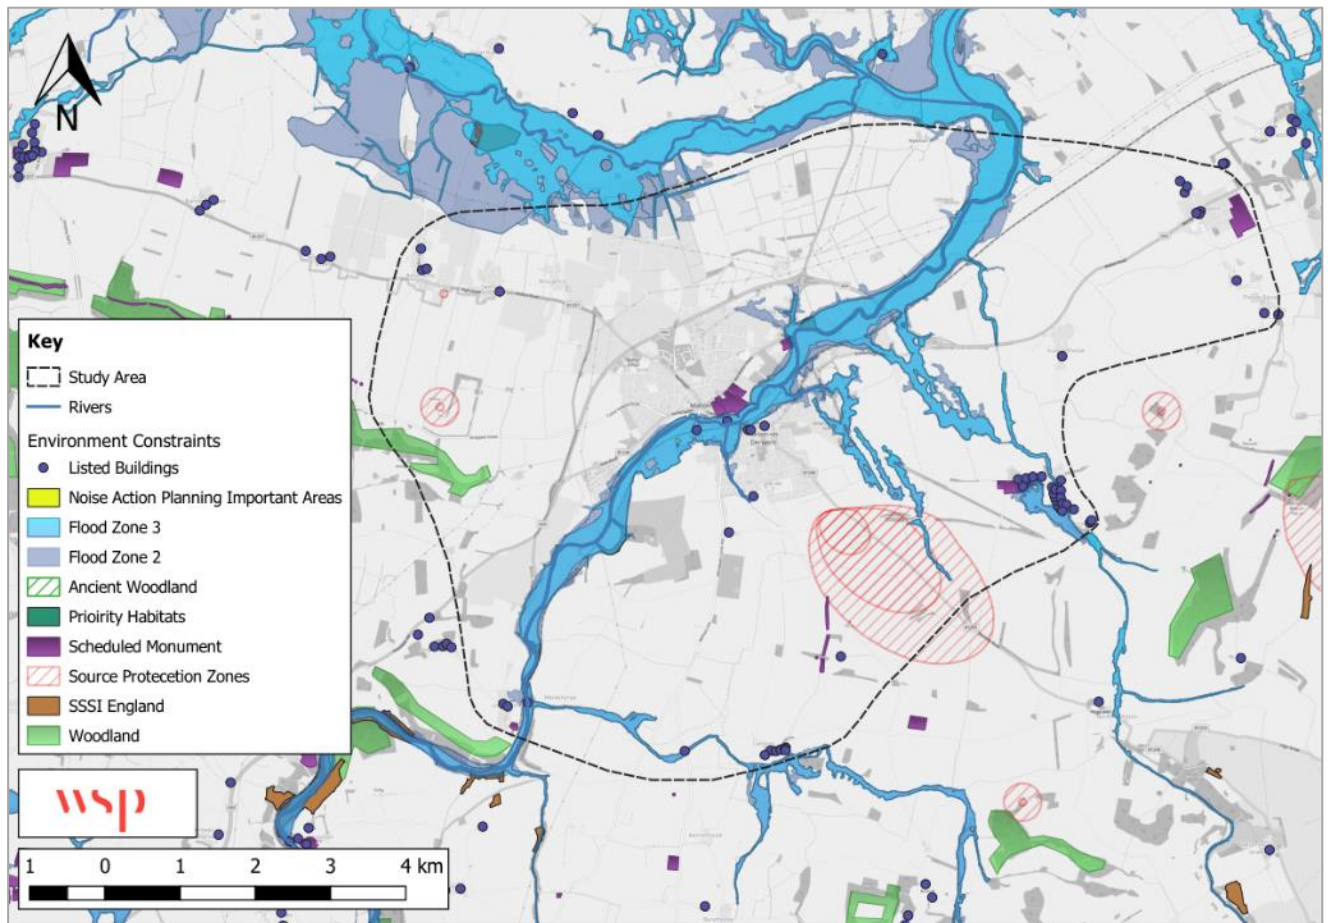 N
Key
Study Area
Rivers
Environment Constraints
Listed Buildings
Noise Action Planning Important Areas
Flood Zone 3
Flood Zone 2
Ancient Woodland
Prioirity Habitats
Scheduled Monument
Source Protecetion Zones
SSSI England
Woodland
wsp
1 0 1 2 3 4 km